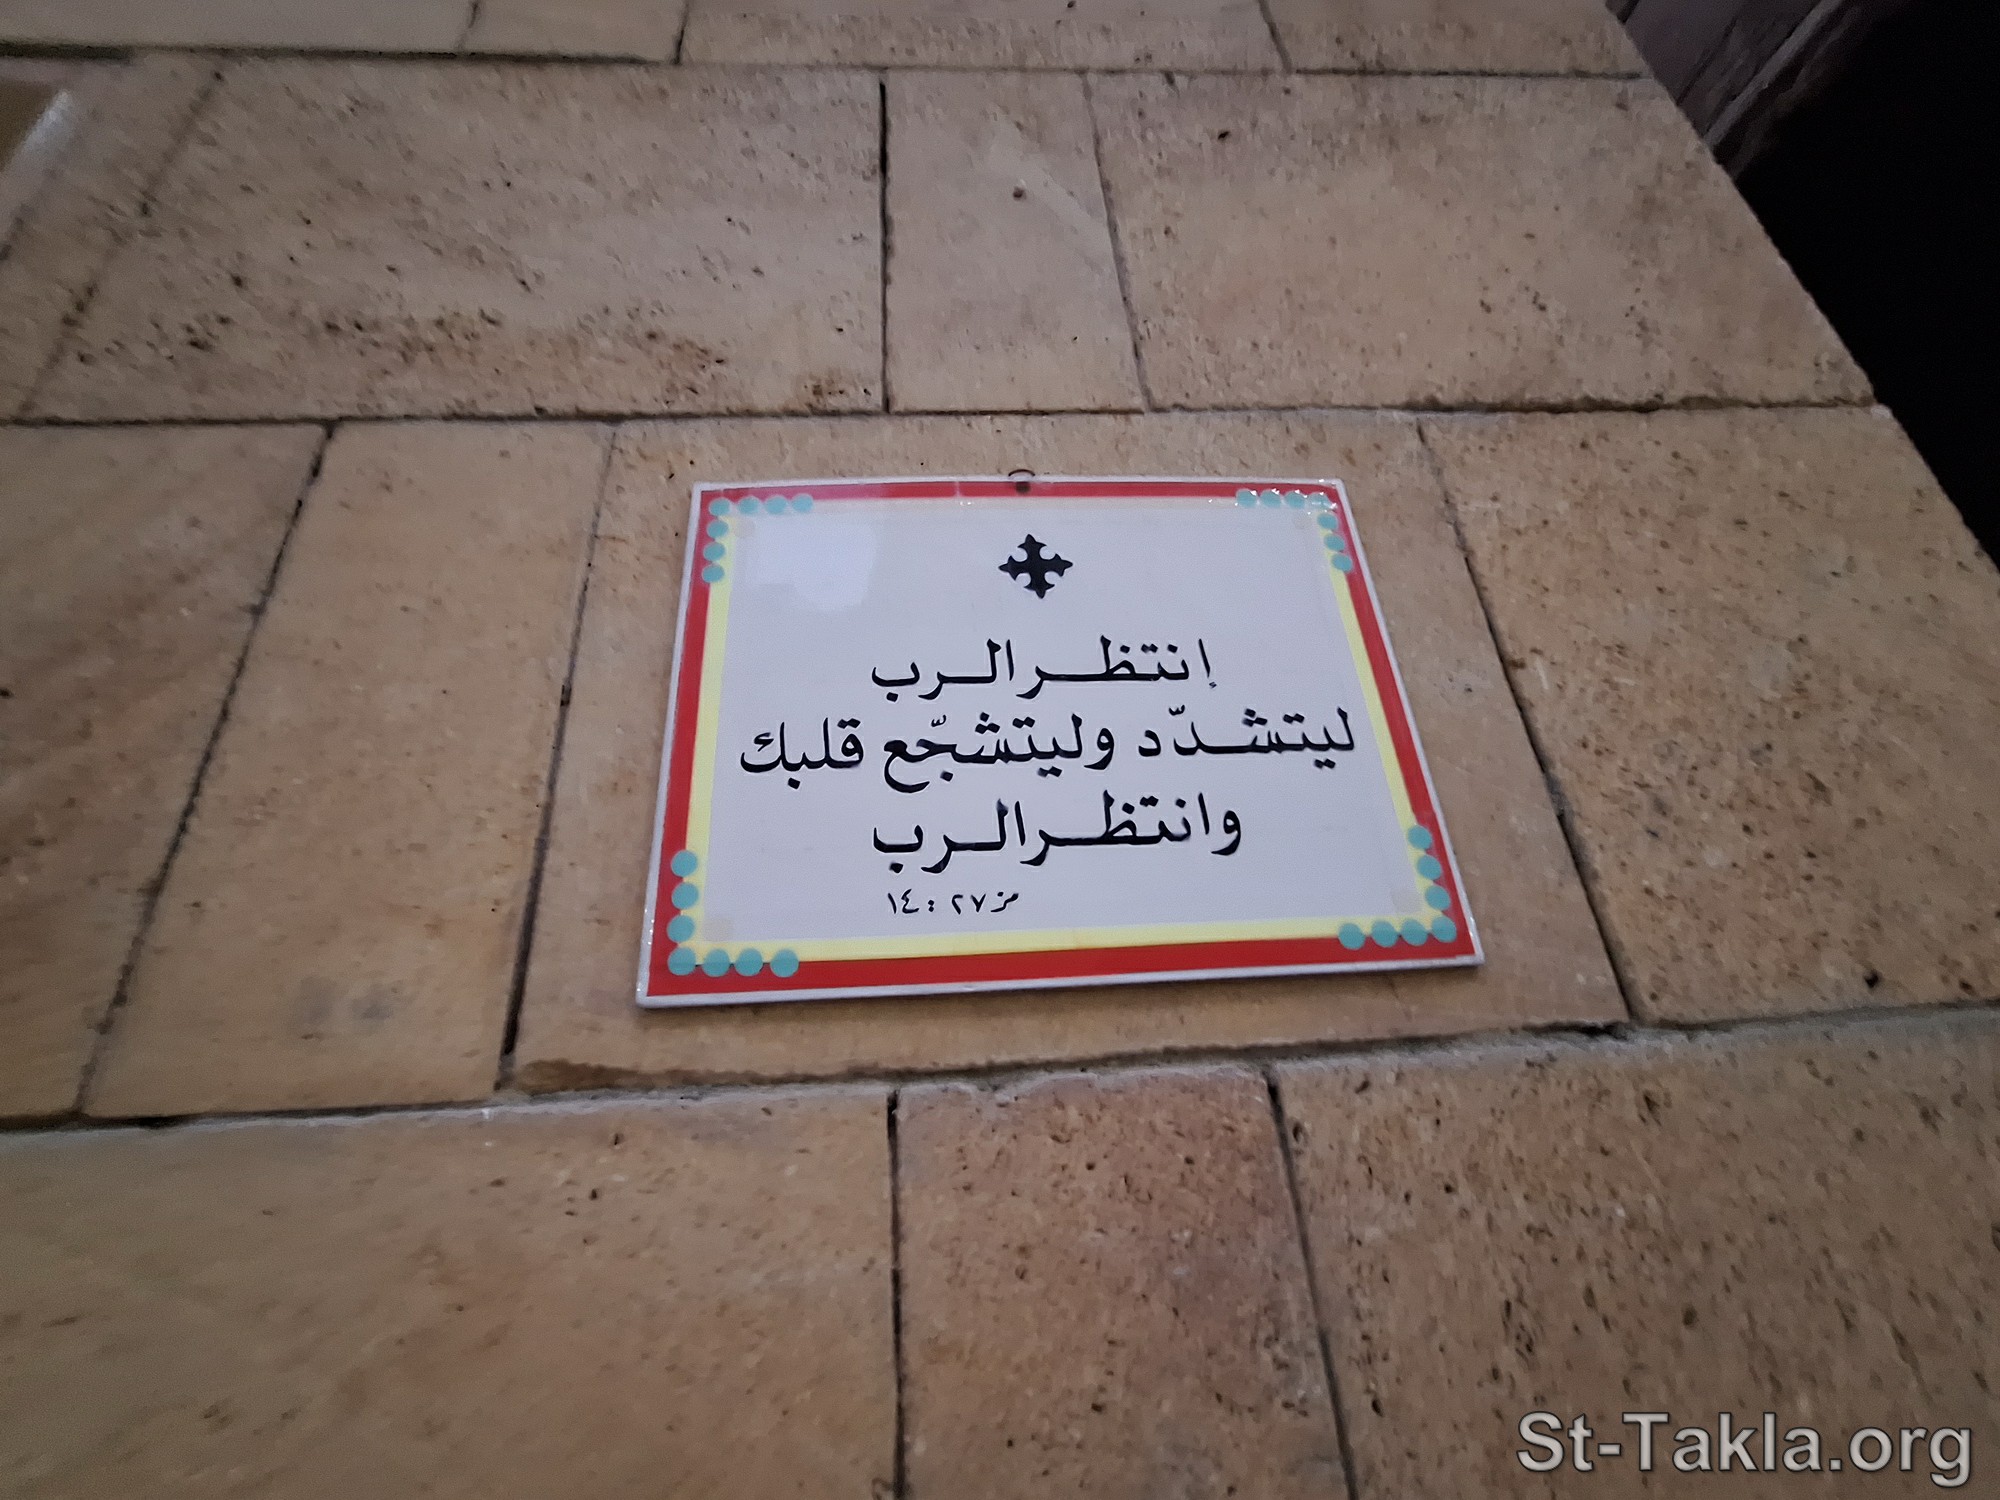 إنتظر الرب
ليتشدّد وليتشجّع قلبك
وانتظر الرب
مز ٢٧ : ١٤
St-Takla.org